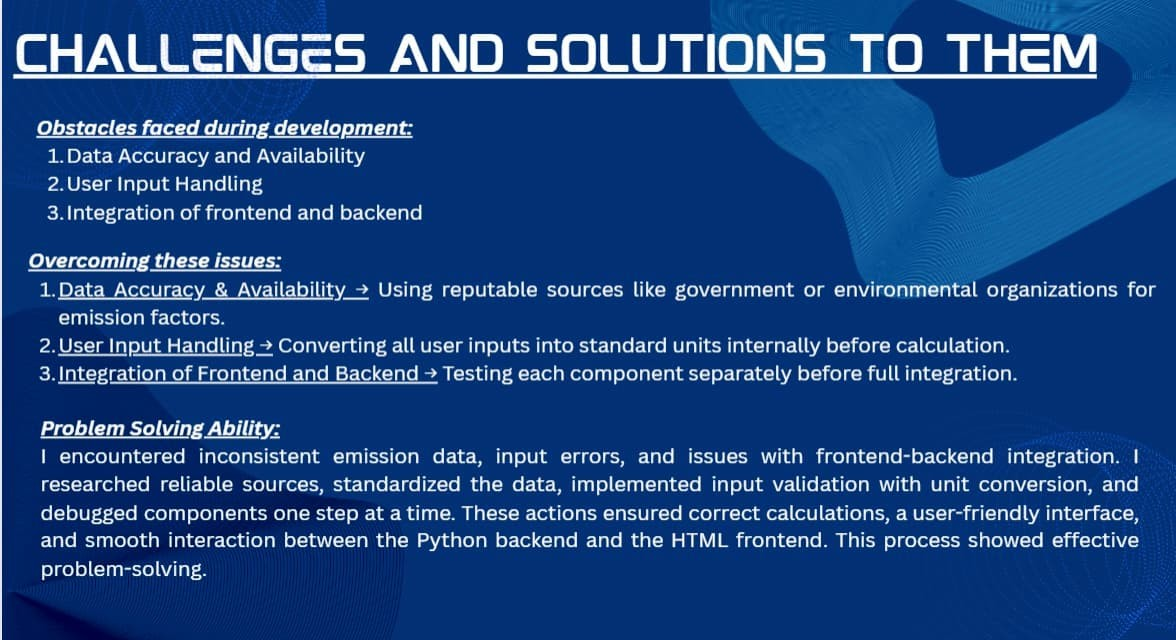 CHALLENGES AND SOLUTIONS TO THEM
Obstacles faced during development:
1. Data Accuracy and Availability
2. User Input Handling
3. Integration of frontend and backend
Overcoming these issues:
1. Data Accuracy & Availability → Using reputable sources like government or environmental organizations for
emission factors.
2. User Input Handling → Converting all user inputs into standard units internally before calculation.
3. Integration of Frontend and Backend → Testing each component separately before full integration.
Problem Solving Ability:
I encountered inconsistent emission data, input errors, and issues with frontend-backend integration. I
researched reliable sources, standardized the data, implemented input validation with unit conversion, and
debugged components one step at a time. These actions ensured correct calculations, a user-friendly interface,
and smooth interaction between the Python backend and the HTML frontend. This process showed effective
problem-solving.